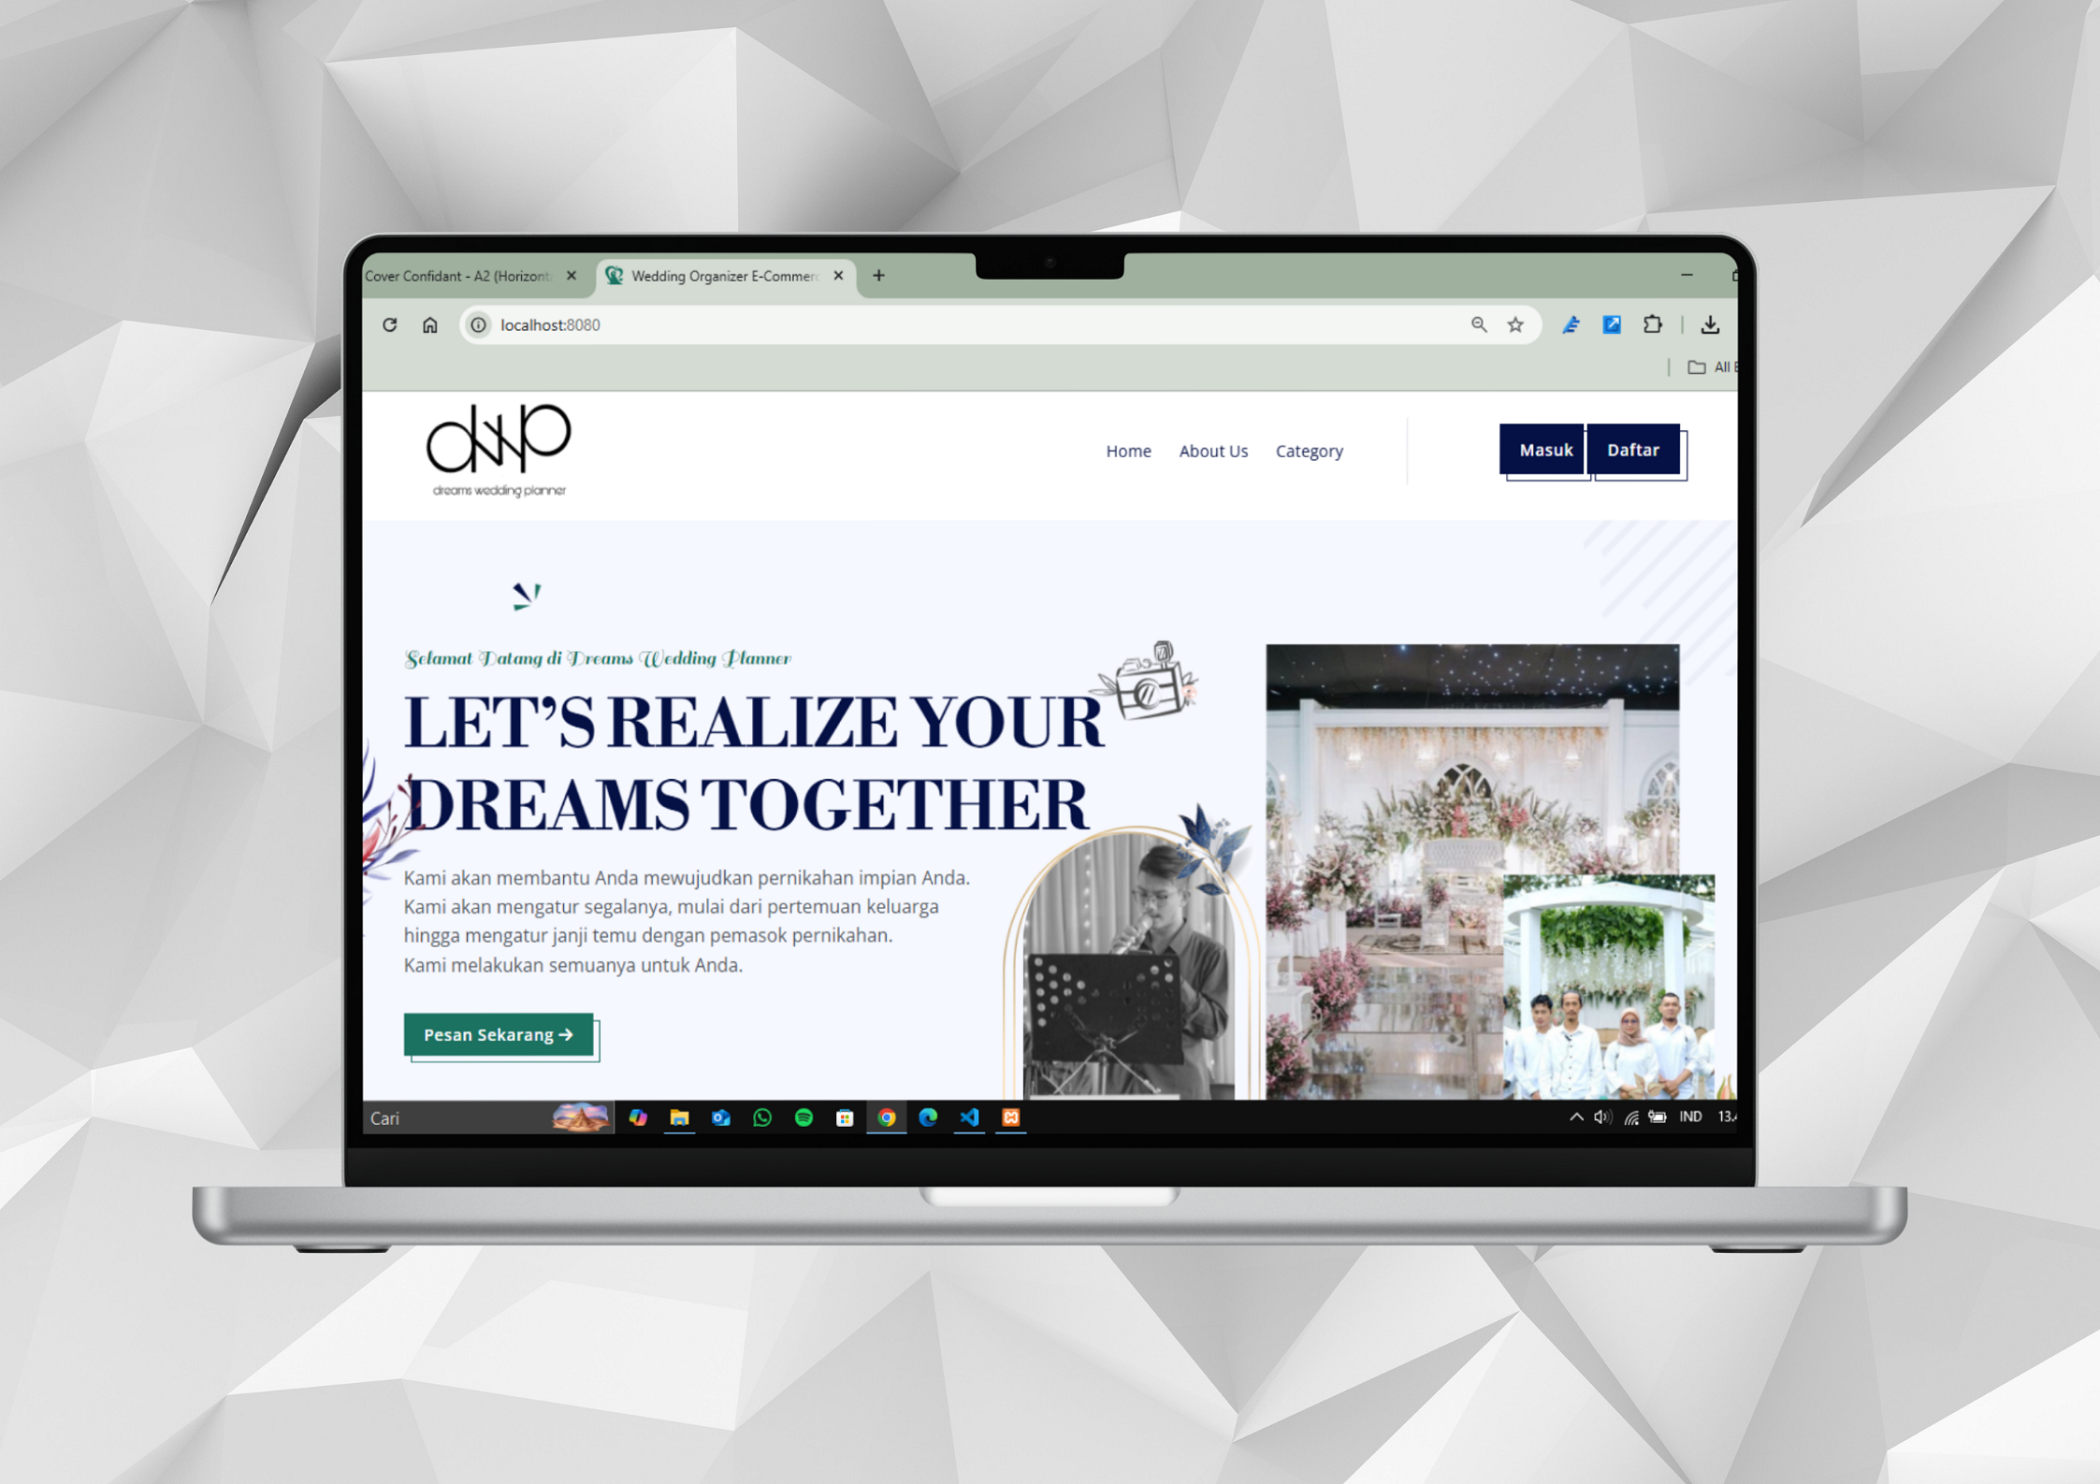 Cover Confidant - A2 (Horizont
Wedding Organizer E-Commer
localhost:8080
All
dwp
dreams wedding planner
Home About Us Category Masuk Daftar
Selamat Datang di Dreams Wedding Planner
LET’S REALIZE YOUR
DREAMS TOGETHER
Kami akan membantu Anda mewujudkan pernikahan impian Anda.
Kami akan mengatur segalanya, mulai dari pertemuan keluarga
hingga mengatur janji temu dengan pemasok pernikahan.
Kami melakukan semuanya untuk Anda.
Pesan Sekarang →
Cari
IND 13.